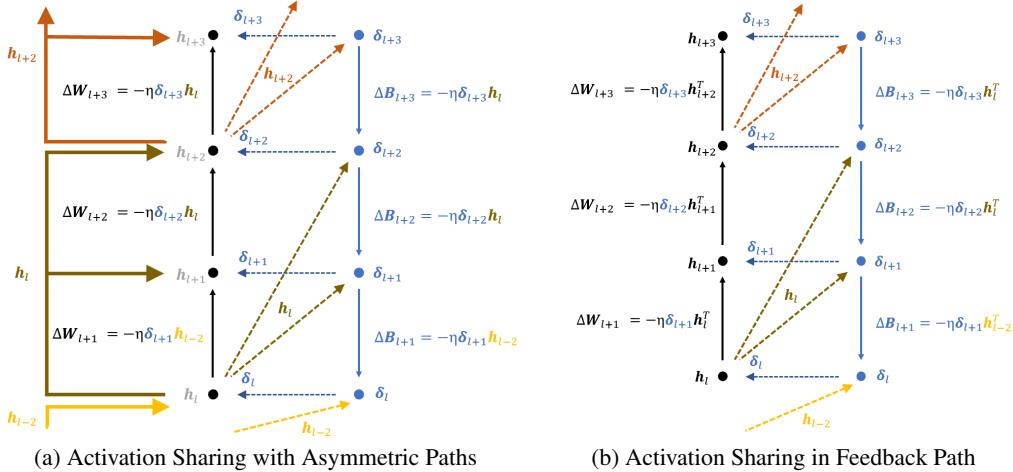 h_{l+2}
h_{l+3}
δ_{l+3}
δ_{l+3}
h_{l+2}
ΔW_{l+3} = −ηδ_{l+3}h_l
ΔB_{l+3} = −ηδ_{l+3}h_l
h_{l+2}
δ_{l+2}
δ_{l+2}
ΔW_{l+2} = −ηδ_{l+2}h_l
ΔB_{l+2} = −ηδ_{l+2}h_l
h_l
h_{l+1}
δ_{l+1}
δ_{l+1}
h_l
ΔW_{l+1} = −ηδ_{l+1}h_{l−2}
ΔB_{l+1} = −ηδ_{l+1}h_{l−2}
h_l
δ_l
δ_l
h_{l−2}
h_{l−2}
(a) Activation Sharing with Asymmetric Paths
h_{l+3}
δ_{l+3}
δ_{l+3}
h_{l+2}
ΔW_{l+3} = −ηδ_{l+3}h_{l+2}^T
ΔB_{l+3} = −ηδ_{l+3}h_l^T
h_{l+2}
δ_{l+2}
δ_{l+2}
ΔW_{l+2} = −ηδ_{l+2}h_{l+1}^T
ΔB_{l+2} = −ηδ_{l+2}h_l^T
h_{l+1}
δ_{l+1}
δ_{l+1}
h_l
ΔW_{l+1} = −ηδ_{l+1}h_l^T
ΔB_{l+1} = −ηδ_{l+1}h_{l−2}^T
h_l
δ_l
δ_l
h_{l−2}
(b) Activation Sharing in Feedback Path